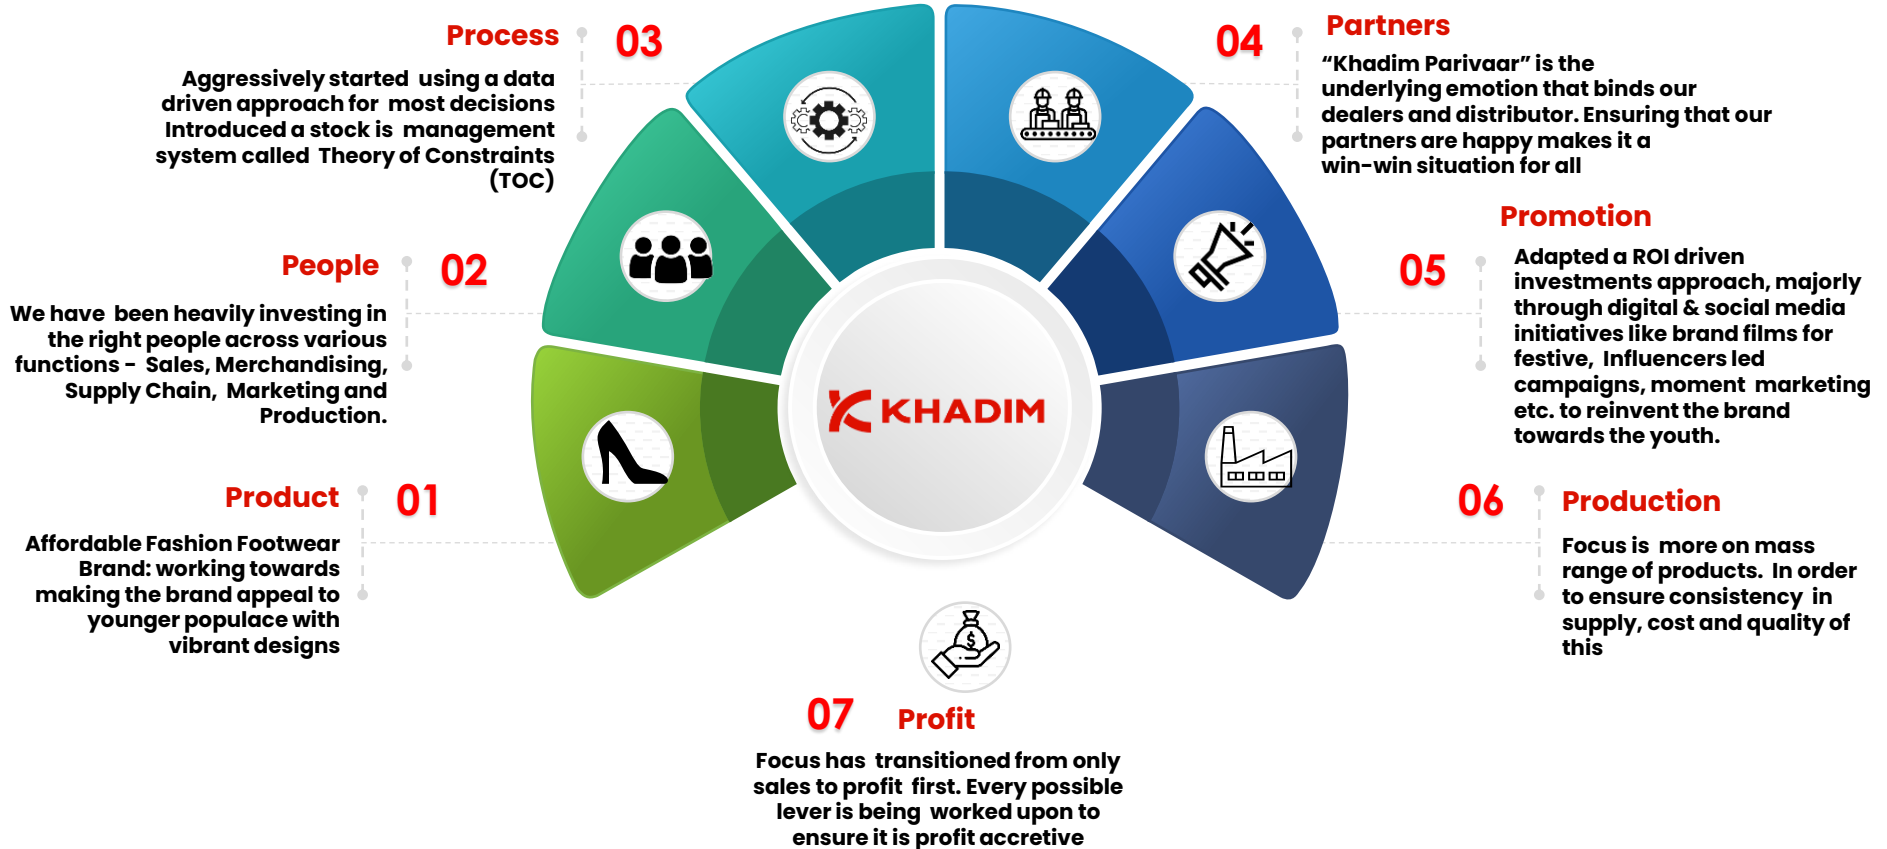 Process
03
Aggressively started using a data
driven approach for most decisions
Introduced a stock is management
system called Theory of Constraints
(TOC)
04
Partners
“Khadim Parivaar” is the
underlying emotion that binds our
dealers and distributor. Ensuring that our
partners are happy makes it a
win-win situation for all
People
02
We have been heavily investing in
the right people across various
functions - Sales, Merchandising,
Supply Chain, Marketing and
Production.
Promotion
05
Adapted a ROI driven
investments approach, majorly
through digital & social media
initiatives like brand films for
festive, Influencers led
campaigns, moment marketing
etc. to reinvent the brand
towards the youth.
KHADIM
Product
01
Affordable Fashion Footwear
Brand: working towards
making the brand appeal to
younger populace with
vibrant designs
06
Production
Focus is more on mass
range of products. In order
to ensure consistency in
supply, cost and quality of
this
$
07
Profit
Focus has transitioned from only
sales to profit first. Every possible
lever is being worked upon to
ensure it is profit accretive